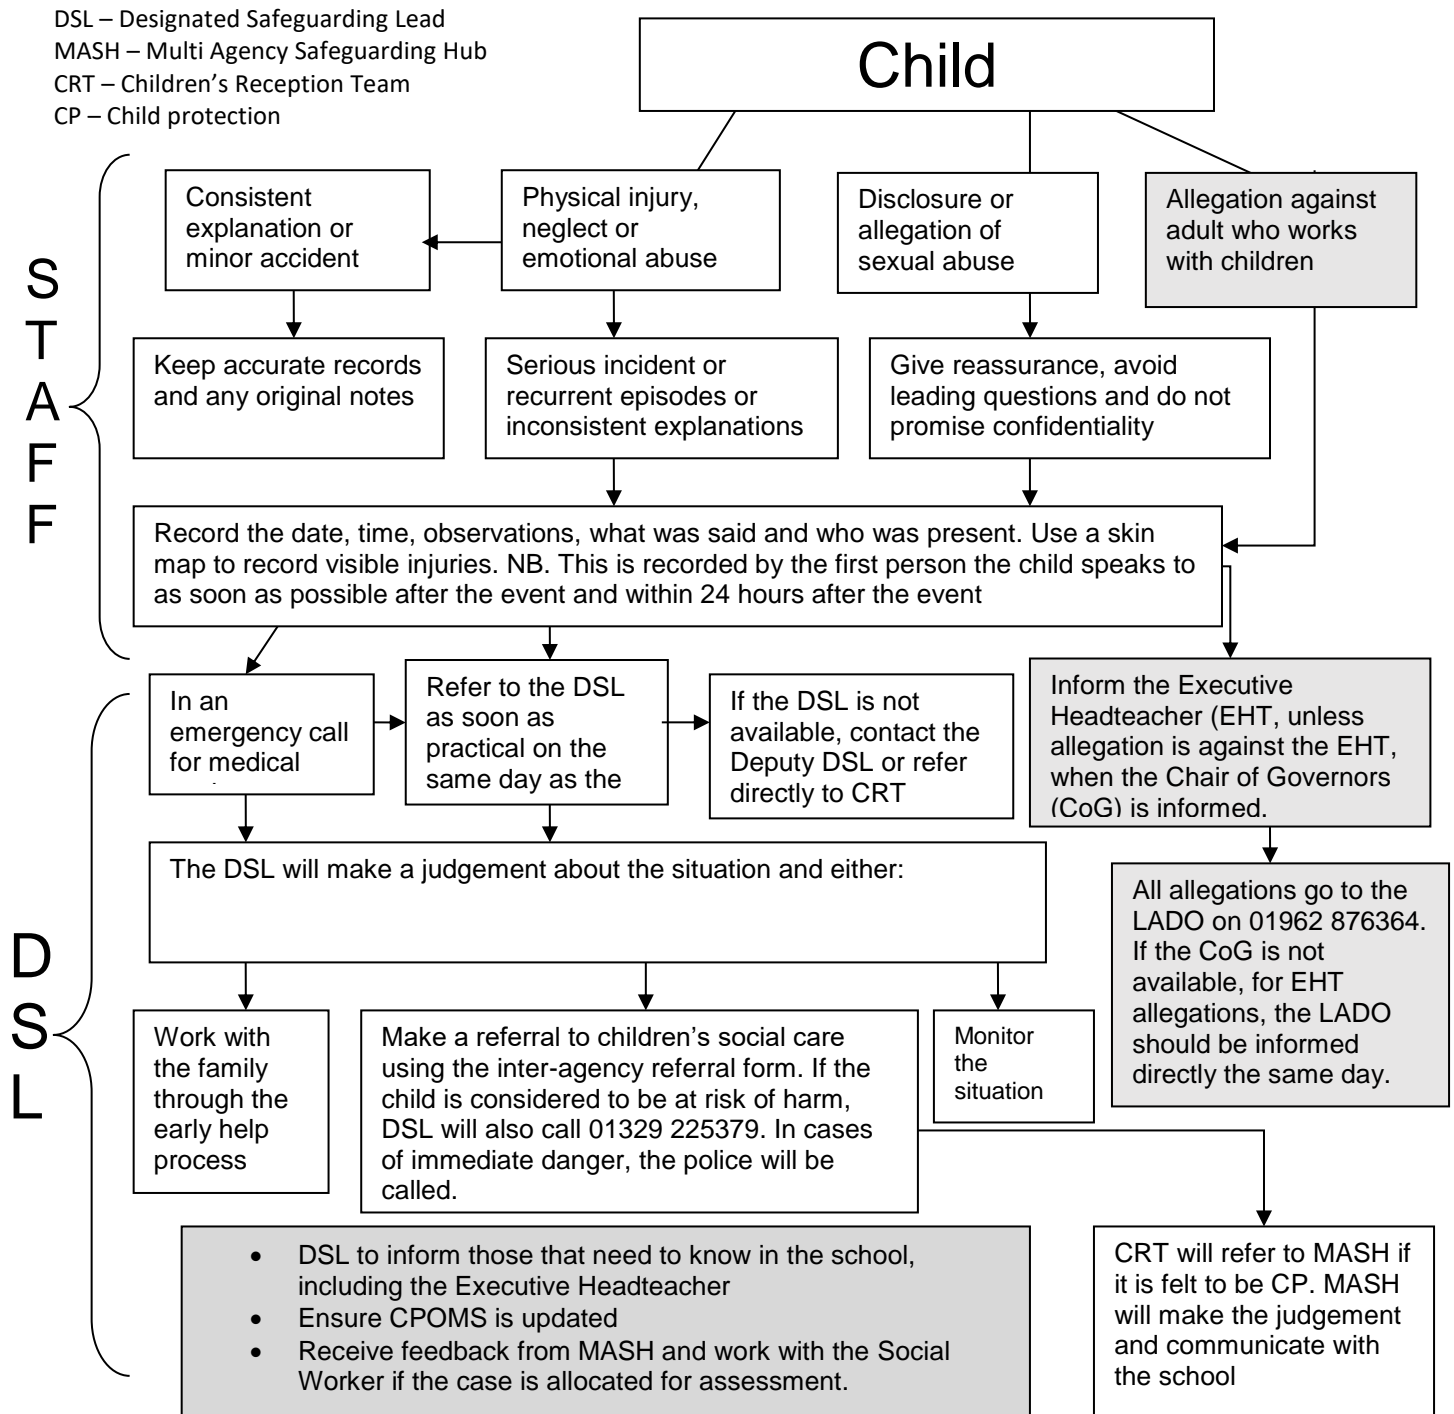 DSL – Designated Safeguarding Lead
MASH – Multi Agency Safeguarding Hub
CRT – Children's Reception Team
CP – Child protection
Child
S
T
A
F
F
Consistent
explanation or
minor accident
Physical injury,
neglect or
emotional abuse
Disclosure or
allegation of
sexual abuse
Allegation against
adult who works
with children
Keep accurate records
and any original notes
Serious incident or
recurrent episodes or
inconsistent explanations
Give reassurance, avoid
leading questions and do not
promise confidentiality
Record the date, time, observations, what was said and who was present. Use a skin
map to record visible injuries. NB. This is recorded by the first person the child speaks to
as soon as possible after the event and within 24 hours after the event
D
S
L
In an
emergency call
for medical
Refer to the DSL
as soon as
practical on the
same day as the
If the DSL is not
available, contact the
Deputy DSL or refer
directly to CRT
Inform the Executive
Headteacher (EHT, unless
allegation is against the EHT,
when the Chair of Governors
(CoG) is informed.
The DSL will make a judgement about the situation and either:
All allegations go to the
LADO on 01962 876364.
If the CoG is not
available, for EHT
allegations, the LADO
should be informed
directly the same day.
Work with
the family
through the
early help
process
Make a referral to children's social care
using the inter-agency referral form. If the
child is considered to be at risk of harm,
DSL will also call 01329 225379. In cases
of immediate danger, the police will be
called.
Monitor
the
situation
• DSL to inform those that need to know in the school,
including the Executive Headteacher
• Ensure CPOMS is updated
• Receive feedback from MASH and work with the Social
Worker if the case is allocated for assessment.
CRT will refer to MASH if
it is felt to be CP. MASH
will make the judgement
and communicate with
the school